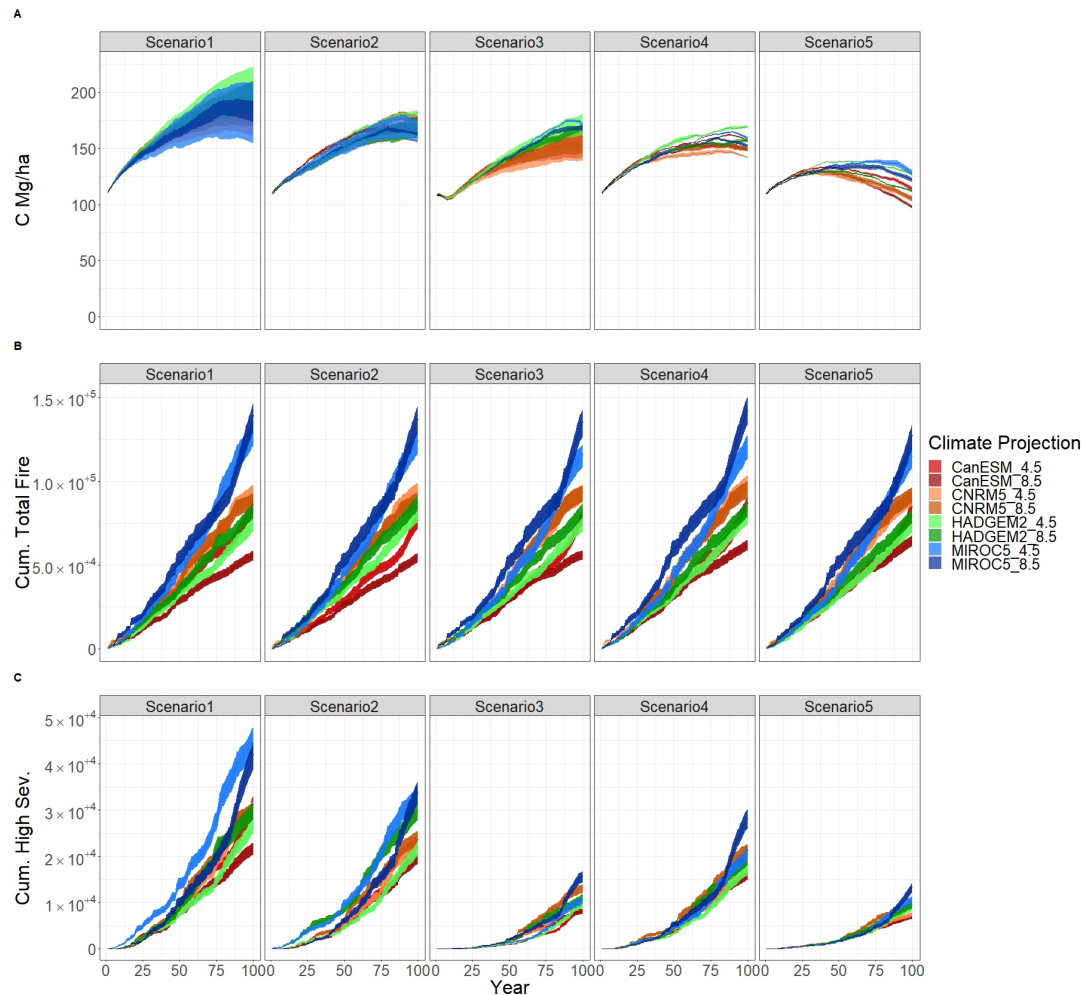 A
Scenario1 Scenario2 Scenario3 Scenario4 Scenario5
200
150
100
50
0
C Mg/ha
B
Scenario1 Scenario2 Scenario3 Scenario4 Scenario5
1.5 × 10⁺⁵
1.0 × 10⁺⁵
5.0 × 10⁺⁴
0
Cum. Total Fire
Climate Projection
CanESM_4.5
CanESM_8.5
CNRM5_4.5
CNRM5_8.5
HADGEM2_4.5
HADGEM2_8.5
MIROC5_4.5
MIROC5_8.5
C
Scenario1 Scenario2 Scenario3 Scenario4 Scenario5
5 × 10⁺⁴
4 × 10⁺⁴
3 × 10⁺⁴
2 × 10⁺⁴
1 × 10⁺⁴
0
Cum. High Sev.
0 25 50 75 100 0 25 50 75 100 0 25 50 75 100 0 25 50 75 100 0 25 50 75 100
Year